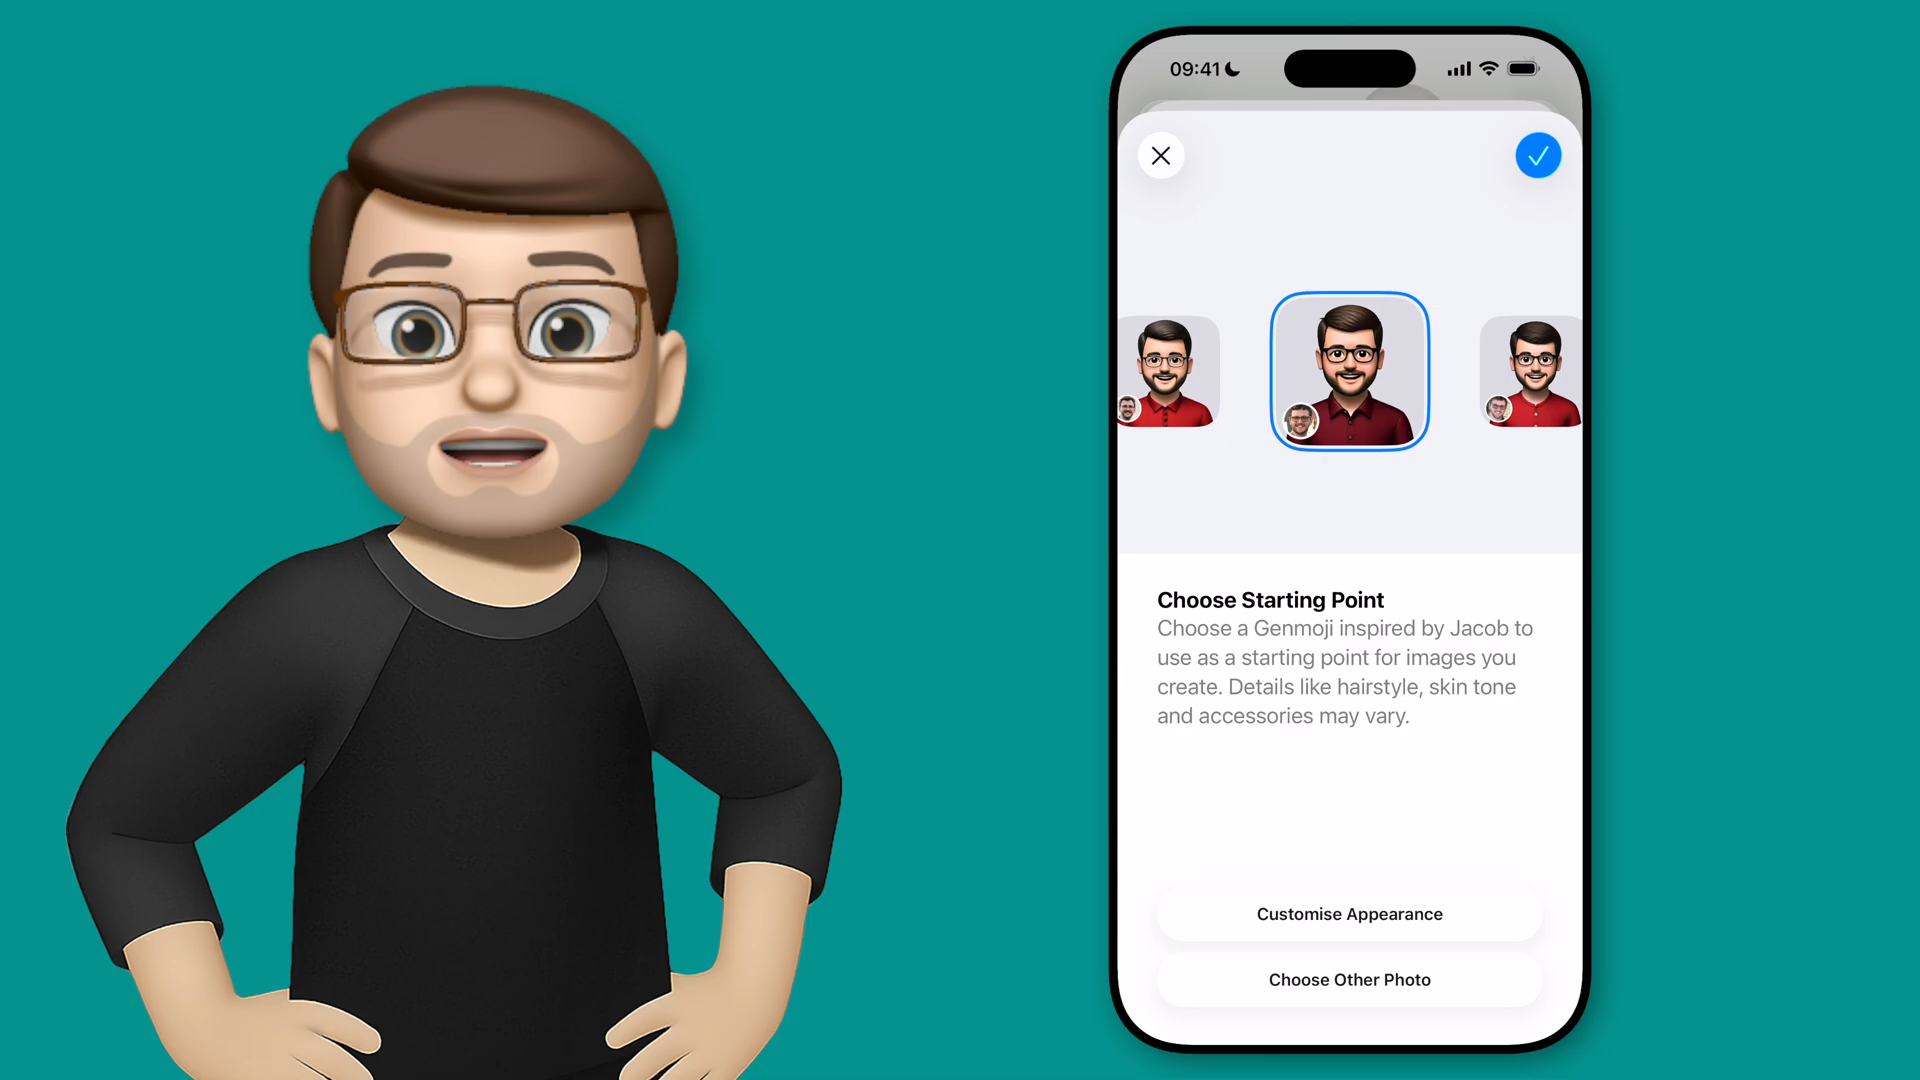 09:41
Choose Starting Point
Choose a Genmoji inspired by Jacob to
use as a starting point for images you
create. Details like hairstyle, skin tone
and accessories may vary.
Customise Appearance
Choose Other Photo